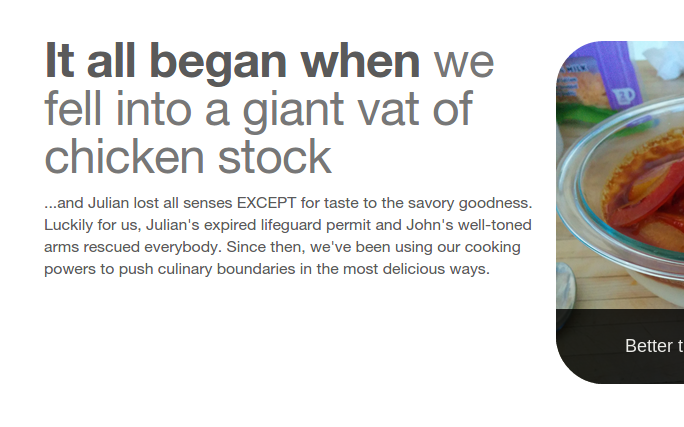 It all began when we
fell into a giant vat of
chicken stock
...and Julian lost all senses EXCEPT for taste to the savory goodness.
Luckily for us, Julian's expired lifeguard permit and John's well-toned
arms rescued everybody. Since then, we've been using our cooking
powers to push culinary boundaries in the most delicious ways.
MILK
Better t